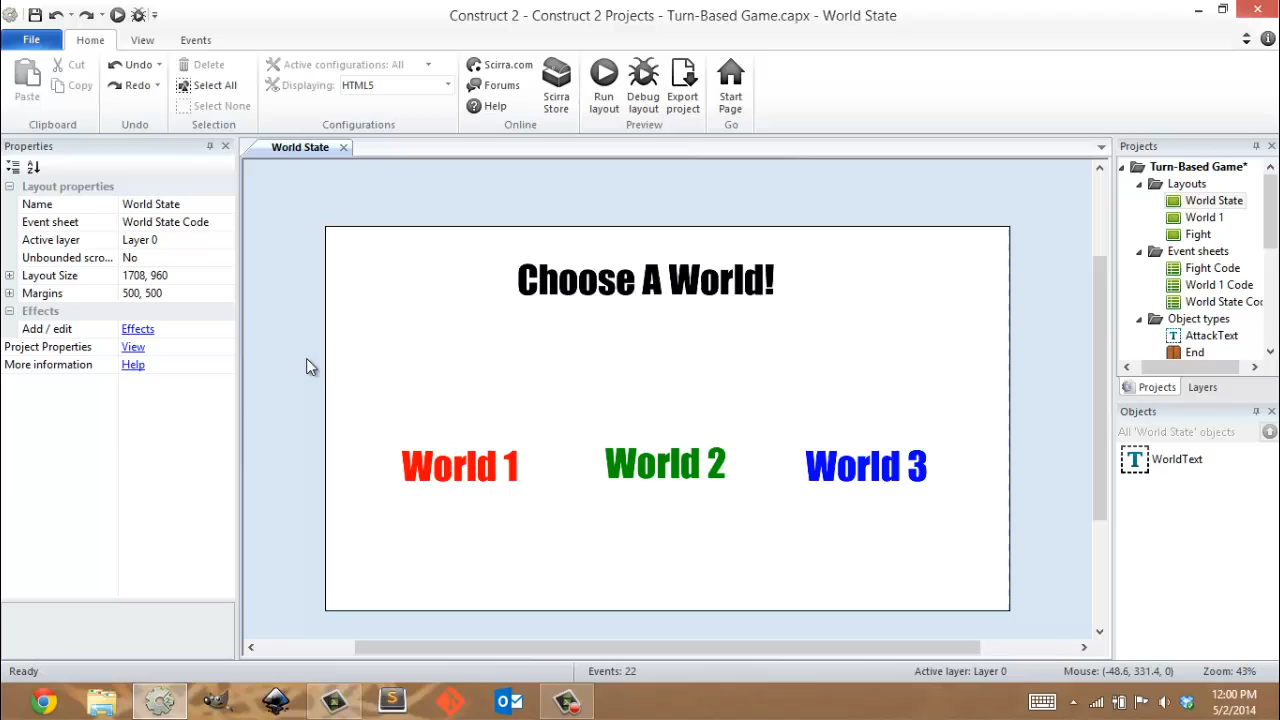 Construct 2 - Construct 2 Projects - Turn-Based Game.capx - World State
File Home View Events
Paste Cut Copy Clipboard
Undo Redo Undo
Delete Select All Select None Selection
Active configurations: All
Displaying: HTML5
Configurations
Scirra.com Forums Help Online
Scirra Store
Run layout Debug layout Export project Preview
Start Page Go
Properties
World State
Projects
Layout properties
Name World State
Event sheet World State Code
Active layer Layer 0
Unbounded scro... No
Layout Size 1708, 960
Margins 500, 500
Effects
Add / edit Effects
Project Properties View
More information Help
Choose A World!
World 1 World 2 World 3
Turn-Based Game*
Layouts
World State
World 1
Fight
Event sheets
Fight Code
World 1 Code
World State Coc
Object types
T AttackText
End
Projects Layers
Objects
All 'World State' objects
T WorldText
Ready Events: 22 Active layer: Layer 0 Mouse: (-48.6, 331.4, 0) Zoom: 43%
12:00 PM
5/2/2014